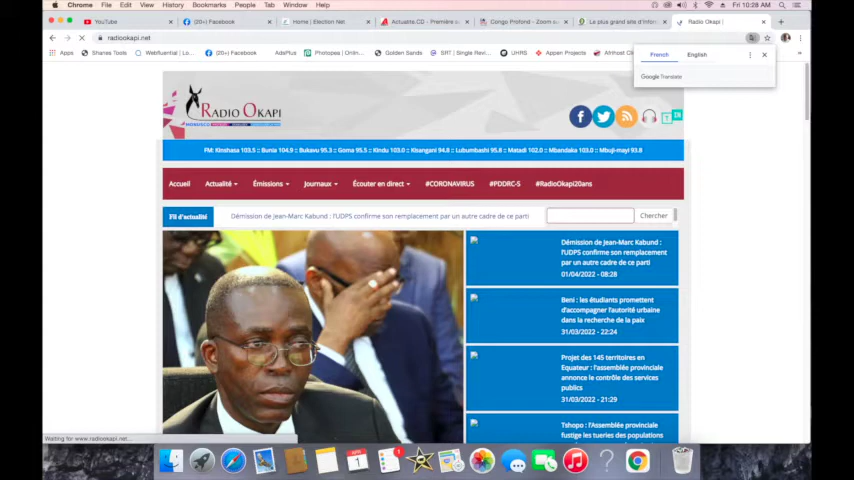 Chrome File Edit View History Bookmarks People Tab Window Help
Fri 10:28 AM
YouTube
(20+) Facebook
(20+) Facebook
Home | Election Net
Actualite.CD - Première s
Congo Profond - Zoom su
Le plus grand site d'infor
Radio Okapi |
radiookapi.net
Apps
Shanes Tools
Webfluential | Lo...
(20+) Facebook
AdsPlus
Photopea | Onlin...
Golden Sands
SRT | Single Revi...
UHRS
Appen Projects
Afrihost Cl
French English
Google Translate
RADIO OKAPI
FM: Kinshasa 103.5 :: Bunia 104.9 : Bukavu 95.3 :: Goma 95.5 :: Kindu 103.0 :: Kisangani 94.8 :: Lubumbashi 95.8 :: Matadi 102.0 :: Mbandaka 103.0 :: Mbuji-mayi 93.8
Accueil
Actualité
Émissions
Journaux
Écouter en direct
#CORONAVIRUS
#PDDRC-S
#RadioOkapi20ans
Fil d'actualité
Démission de Jean-Marc Kabund : l'UDPS confirme son remplacement par un autre cadre de ce parti
Chercher
Démission de Jean-Marc Kabund :
l'UDPS confirme son remplacement
par un autre cadre de ce parti
01/04/2022 - 08:28
Beni : les étudiants promettent
d'accompagner l'autorité urbaine
dans la recherche de la paix
31/03/2022 - 22:24
Projet des 145 territoires en
Equateur : l'assemblée provinciale
annonce le contrôle des services
publics
31/03/2022 - 21:29
Tshopo : l'Assemblée provinciale
fustige les tueries des populations
Waiting for www.radiookapi.net...